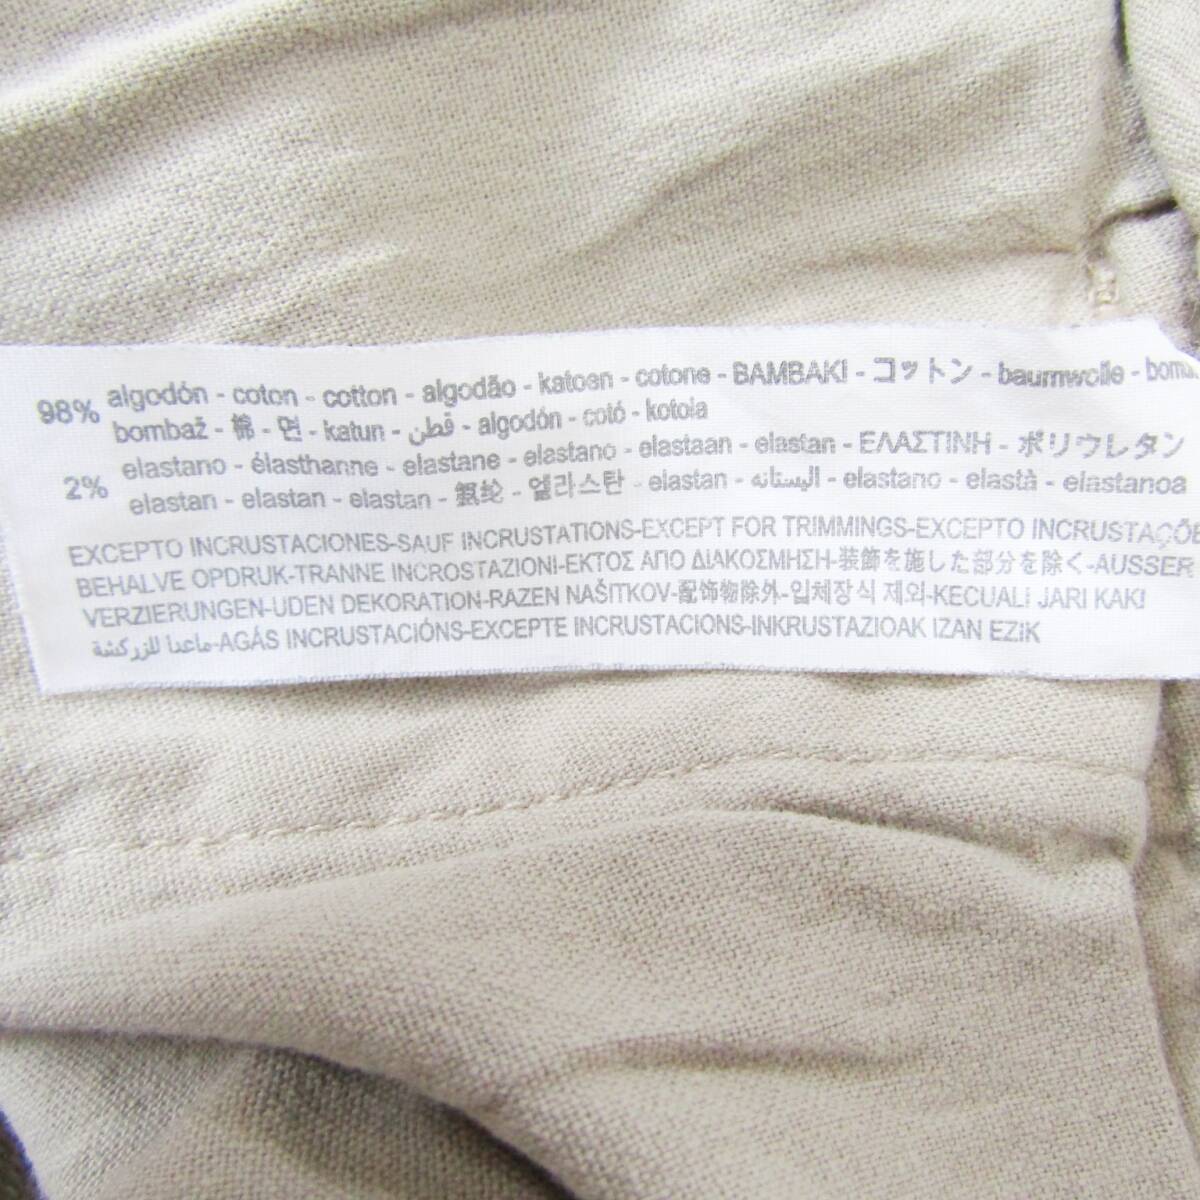 98% algodón - coton - cotton - algodão - katoen - cotone - BAMBAKI - コットン - baumwolle -
bombaž - 棉 - 면 - katun - قطن - algodón - cotó - kotoia
2% elastano - élasthanne - elastane - elastano - elastaan - elastan - ΕΛΑΣΤΙΝΗ - ポリウレタン
elastan - elastan - elastan - 氨纶 - 엘라스탄 - elastan - اليستانه - elastano - elastà - elastanoa
EXCEPTO INCRUSTACIONES-SAUF INCRUSTATIONS-EXCEPT FOR TRIMMINGS-EXCEPTO INCRUSTAÇÕE
BEHALVE OPDRUK-TRANNE INCROSTAZIONI-ΕΚΤΟΣ ΑΠΟ ΔΙΑΚΟΣΜΗΣΗ-装飾を施した部分を除く-AUSSER
VERZIERUNGEN-UDEN DEKORATION-RAZEN NAŠITKOV-配饰物除外-입체장식 제외-KECUALI JARI KAKI
ماعدا للزركشة-AGÁS INCRUSTACIÓNS-EXCEPTE INCRUSTACIONS-INKRUSTAZIOAK IZAN EZIK